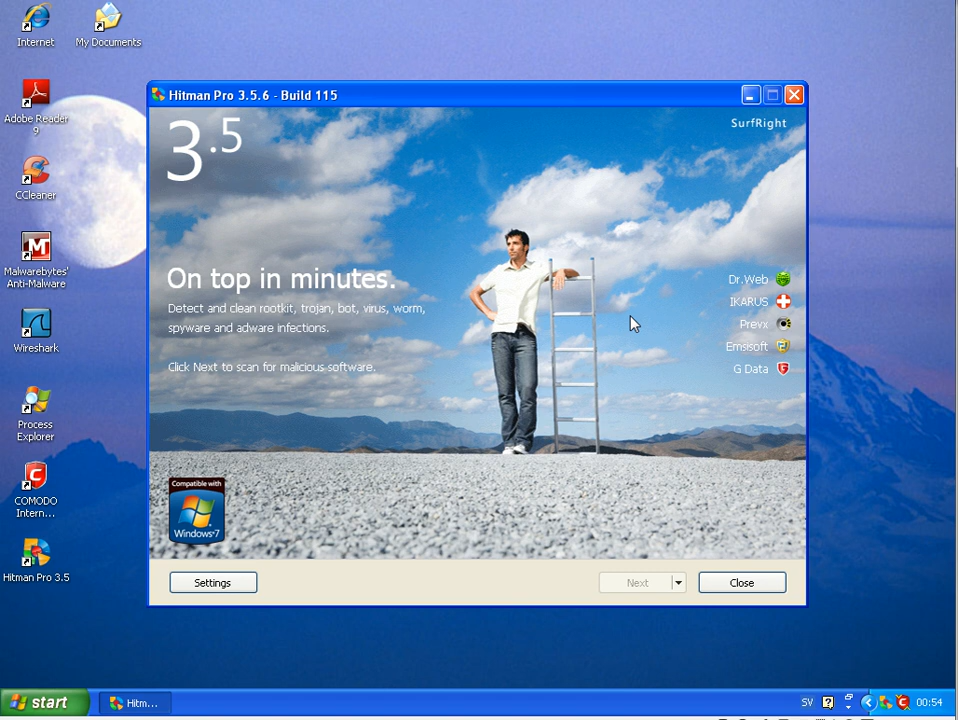 Internet
My Documents
Adobe Reader
9
CCleaner
Malwarebytes'
Anti-Malware
Wireshark
Process
Explorer
COMODO
Intern...
Hitman Pro 3.5
Hitman Pro 3.5.6 - Build 115
3.5
SurfRight
On top in minutes.
Detect and clean rootkit, trojan, bot, virus, worm,
spyware and adware infections.
Click Next to scan for malicious software.
Dr.Web
IKARUS
Prevx
Emsisoft
G Data
Compatible with
Windows 7
Settings
Next
Close
start
Hitm...
SV
00:54